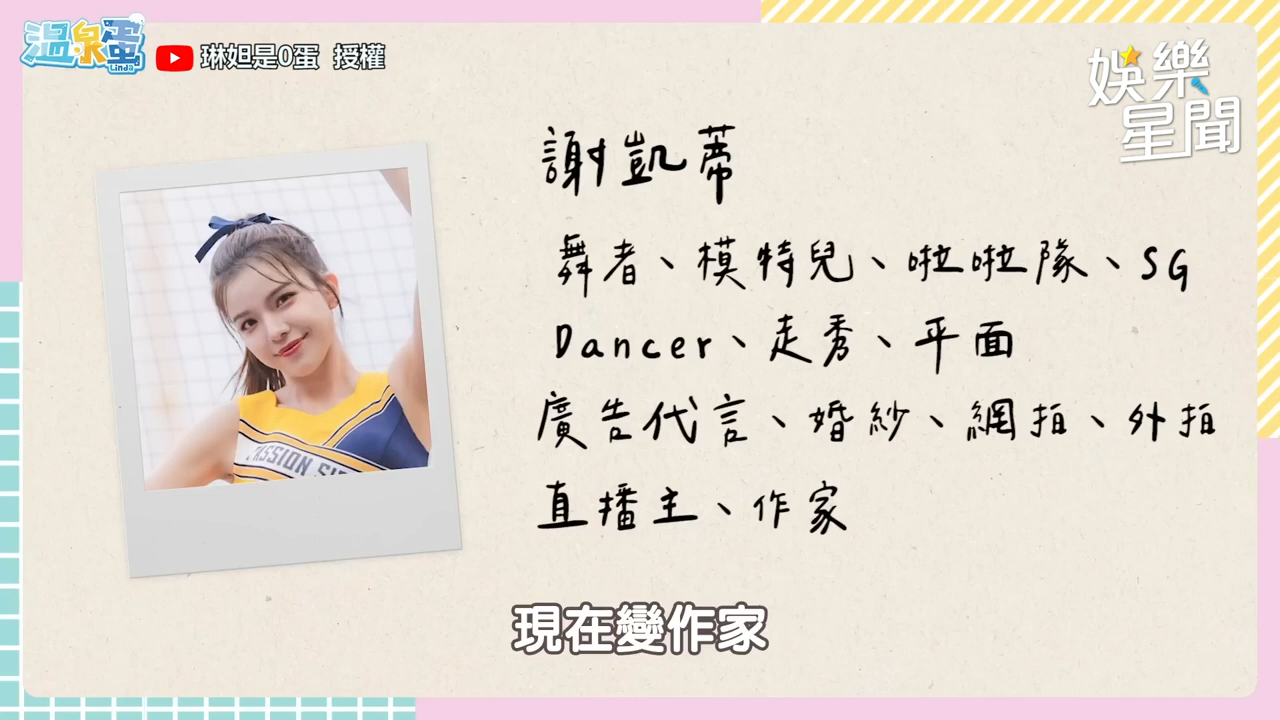 溫泉蛋
Linda
琳妲是0蛋 授權
娛樂
星聞
謝凱蒂
舞者、模特兒、啦啦隊、SG
Dancer、走秀、平面
廣告代言、婚紗、網拍、外拍
直播主、作家
PASSION SI
現在變作家